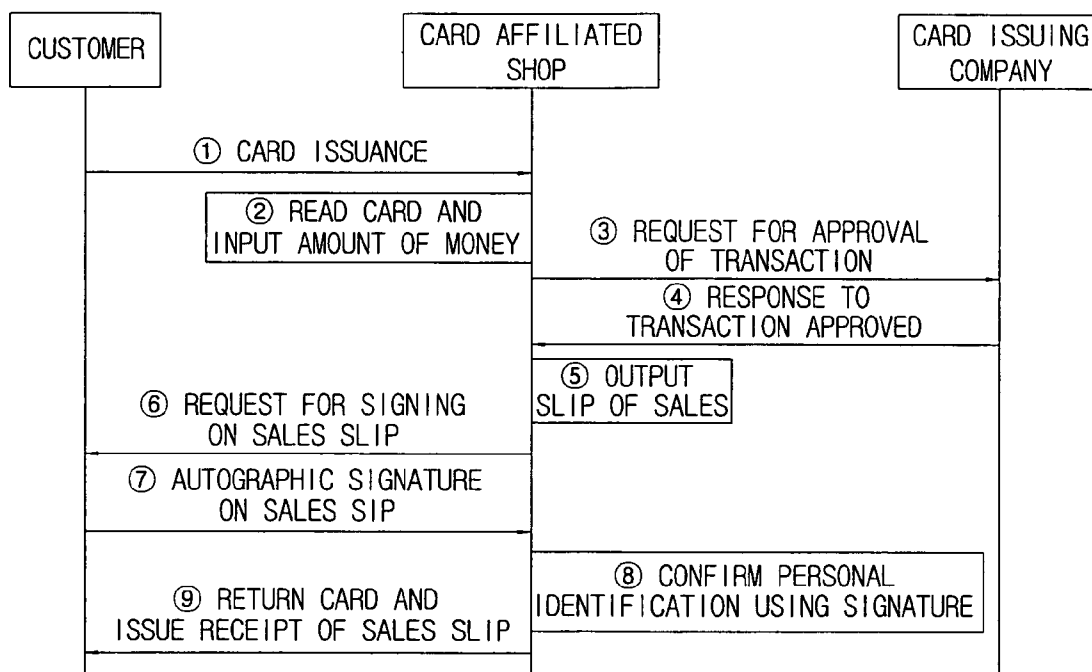 CUSTOMER
CARD AFFILIATED
SHOP
CARD ISSUING
COMPANY
① CARD ISSUANCE
② READ CARD AND
INPUT AMOUNT OF MONEY
③ REQUEST FOR APPROVAL
OF TRANSACTION
④ RESPONSE TO
TRANSACTION APPROVED
⑤ OUTPUT
SLIP OF SALES
⑥ REQUEST FOR SIGNING
ON SALES SLIP
⑦ AUTOGRAPHIC SIGNATURE
ON SALES SIP
⑧ CONFIRM PERSONAL
IDENTIFICATION USING SIGNATURE
⑨ RETURN CARD AND
ISSUE RECEIPT OF SALES SLIP